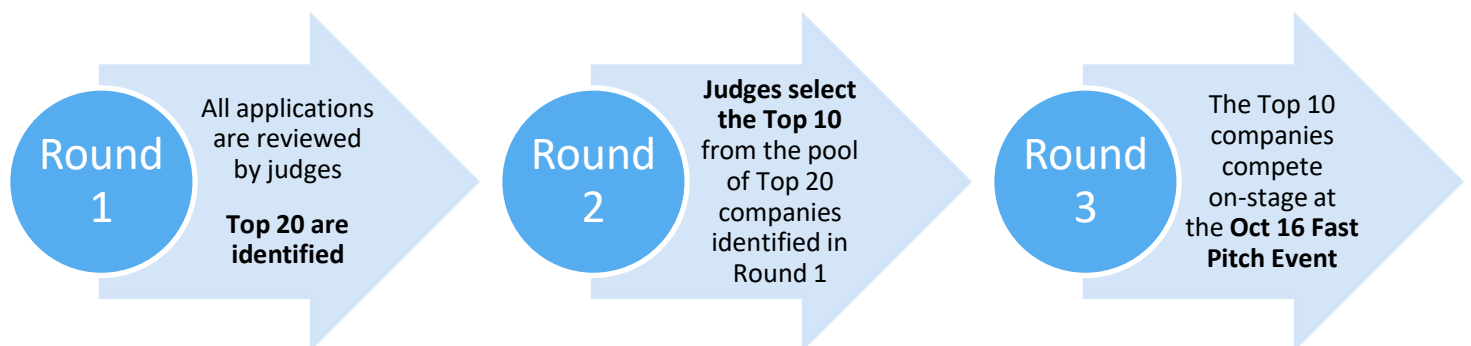 Round
1
All applications
are reviewed
by judges
Top 20 are
identified
Round
2
Judges select
the Top 10
from the pool
of Top 20
companies
identified in
Round 1
Round
3
The Top 10
companies
compete
on-stage at
the Oct 16 Fast
Pitch Event